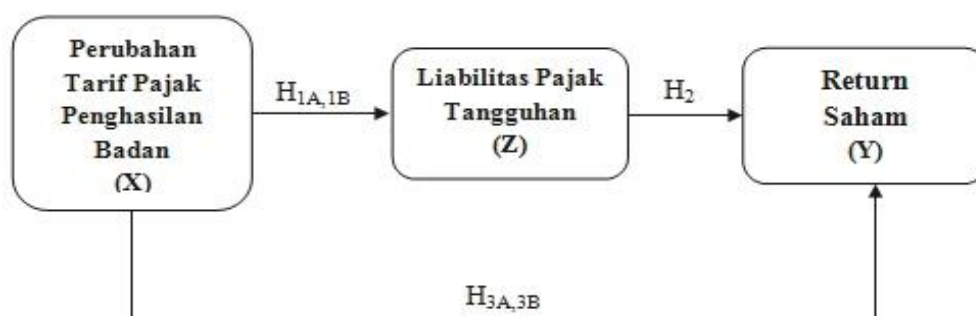 Perubahan
Tarif Pajak
Penghasilan
Badan
(X)
H1A,1B
Liabilitas Pajak
Tangguhan
(Z)
H2
Return
Saham
(Y)
H3A,3B